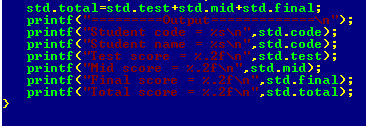 std.total=std.test+std.mid+std.final;
printf("=========Output=============\n");
printf("Student code = %s\n",std.code);
printf("Student name = %s\n",std.name);
printf("Test score = %.2f\n",std.test);
printf("Mid score = %.2f\n",std.mid);
printf("Final score = %.2f\n",std.final);
printf("Total score = %.2f\n",std.total);
}